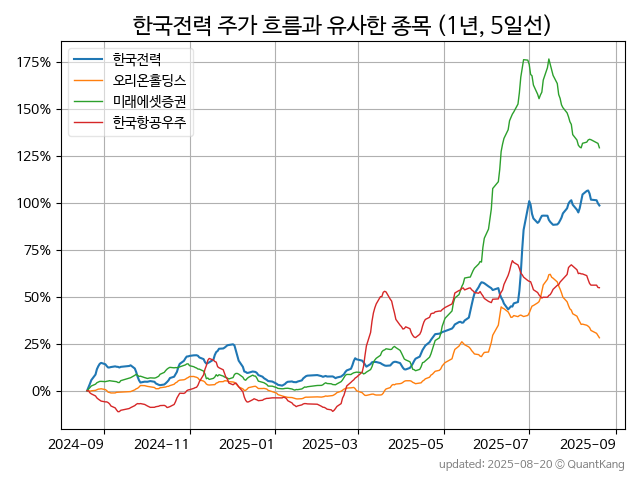 한국전력 주가 흐름과 유사한 종목 (1년, 5일선)
한국전력
오리온홀딩스
미래에셋증권
한국항공우주
175%
150%
125%
100%
75%
50%
25%
0%
2024-09 2024-11 2025-01 2025-03 2025-05 2025-07 2025-09
updated: 2025-08-20 © QuantKang